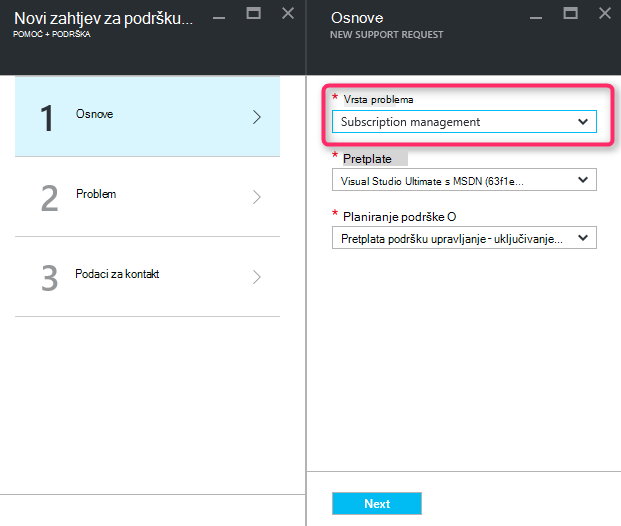 Novi zahtjev za podršku...
POMOĆ + PODRŠKA
1
Osnove
2
Problem
3
Podaci za kontakt
Osnove
NEW SUPPORT REQUEST
* Vrsta problema
Subscription management
* Pretplate
Visual Studio Ultimate s MSDN (63f1e...
* Planiranje podrške O
Pretplata podršku upravljanje - uključivanje...
Next